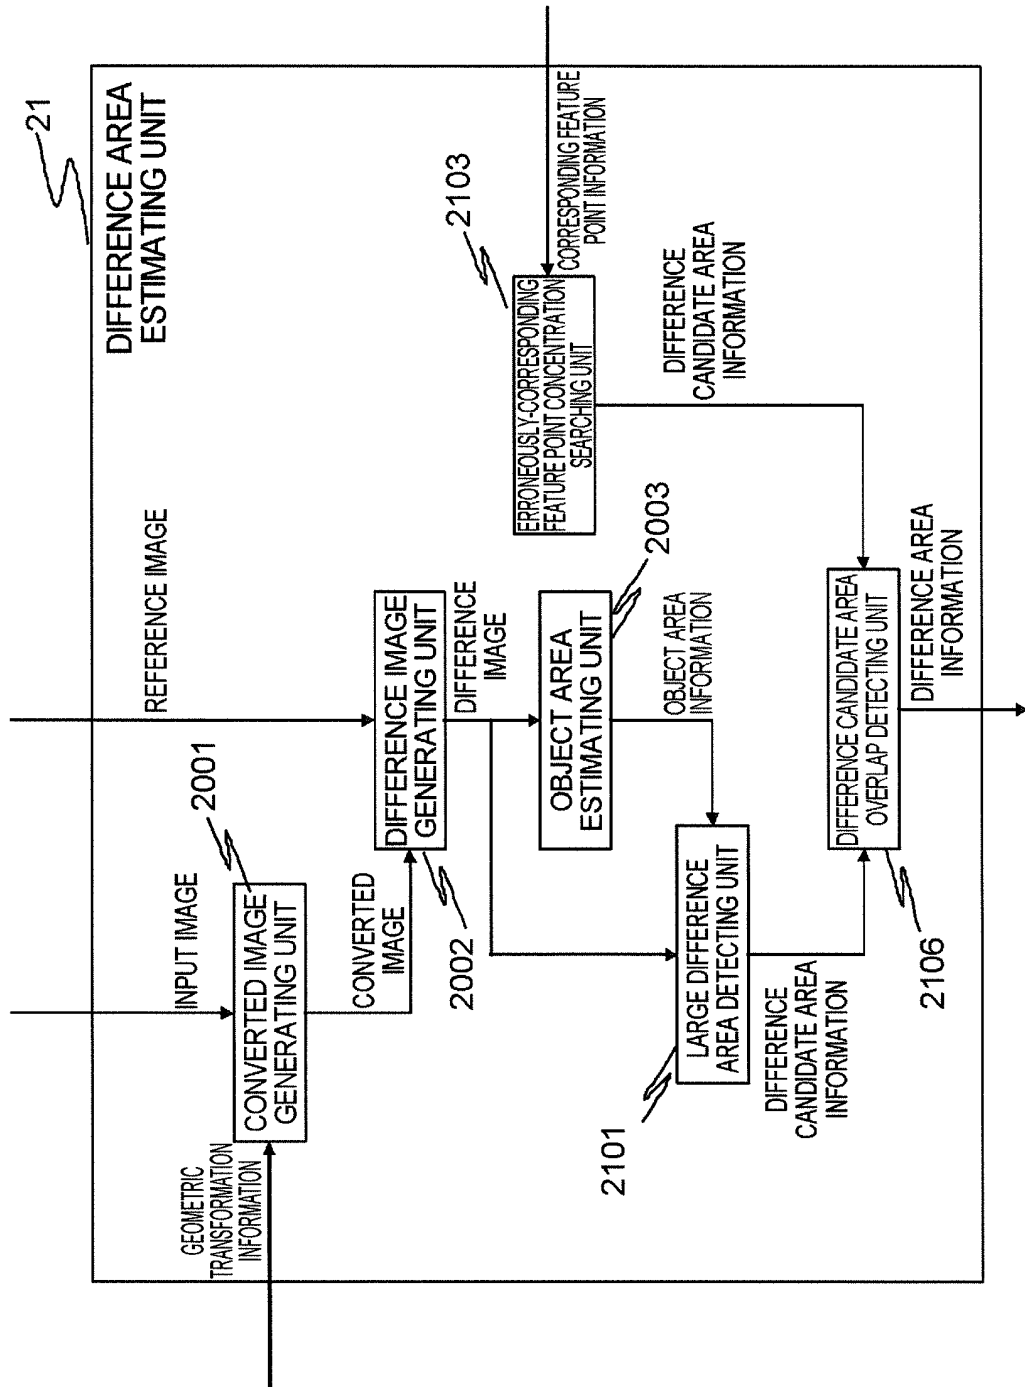 21
DIFFERENCE AREA
ESTIMATING UNIT
REFERENCE IMAGE
INPUT IMAGE
2001
GEOMETRIC
TRANSFORMATION
INFORMATION
CONVERTED IMAGE
GENERATING UNIT
CONVERTED
IMAGE
2002
DIFFERENCE IMAGE
GENERATING UNIT
DIFFERENCE
IMAGE
2103
ERRONEOUSLY-CORRESPONDING
FEATURE POINT CONCENTRATION
SEARCHING UNIT
CORRESPONDING FEATURE
POINT INFORMATION
OBJECT AREA
ESTIMATING UNIT
2003
OBJECT AREA
INFORMATION
DIFFERENCE
CANDIDATE AREA
INFORMATION
2101
LARGE DIFFERENCE
AREA DETECTING UNIT
DIFFERENCE
CANDIDATE AREA
INFORMATION
2106
DIFFERENCE CANDIDATE AREA
OVERLAP DETECTING UNIT
DIFFERENCE AREA
INFORMATION